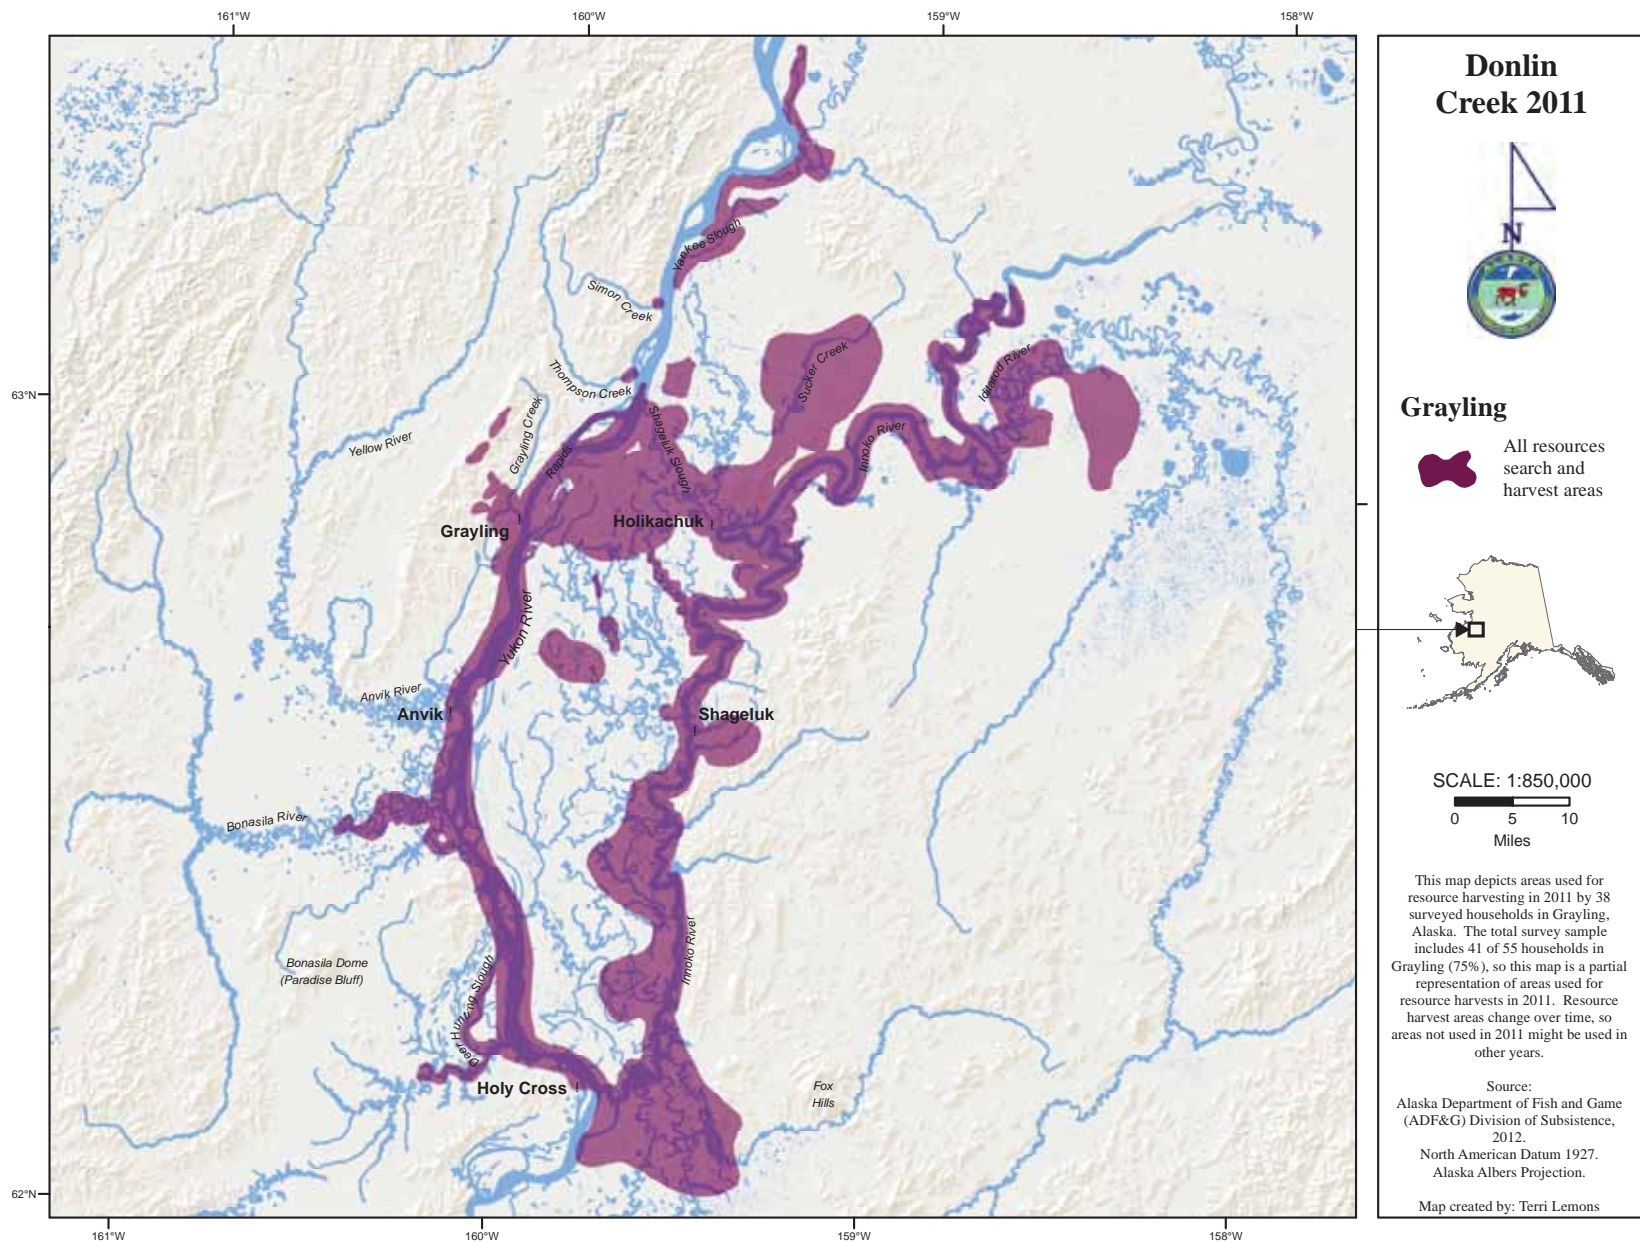 161°W
160°W
159°W
158°W
63°N
62°N
161°W
160°W
159°W
158°W
Yankee Slough
Simon Creek
Thompson Creek
Sucker Creek
Iditarod River
Grayling Creek
Shageluk Slough
Yellow River
Rapids
Innoko River
Holikachuk
Grayling
Yukon River
Anvik River
Anvik
Shageluk
Bonasila River
Innoko River
Bonasila Dome
(Paradise Bluff)
Deer Hunting Slough
Holy Cross
Fox
Hills
Donlin
Creek 2011
N
Grayling
All resources
search and
harvest areas
SCALE: 1:850,000
0 5 10
Miles
This map depicts areas used for
resource harvesting in 2011 by 38
surveyed households in Grayling,
Alaska. The total survey sample
includes 41 of 55 households in
Grayling (75%), so this map is a partial
representation of areas used for
resource harvests in 2011. Resource
harvest areas change over time, so
areas not used in 2011 might be used in
other years.
Source:
Alaska Department of Fish and Game
(ADF&G) Division of Subsistence,
2012.
North American Datum 1927.
Alaska Albers Projection.
Map created by: Terri Lemons